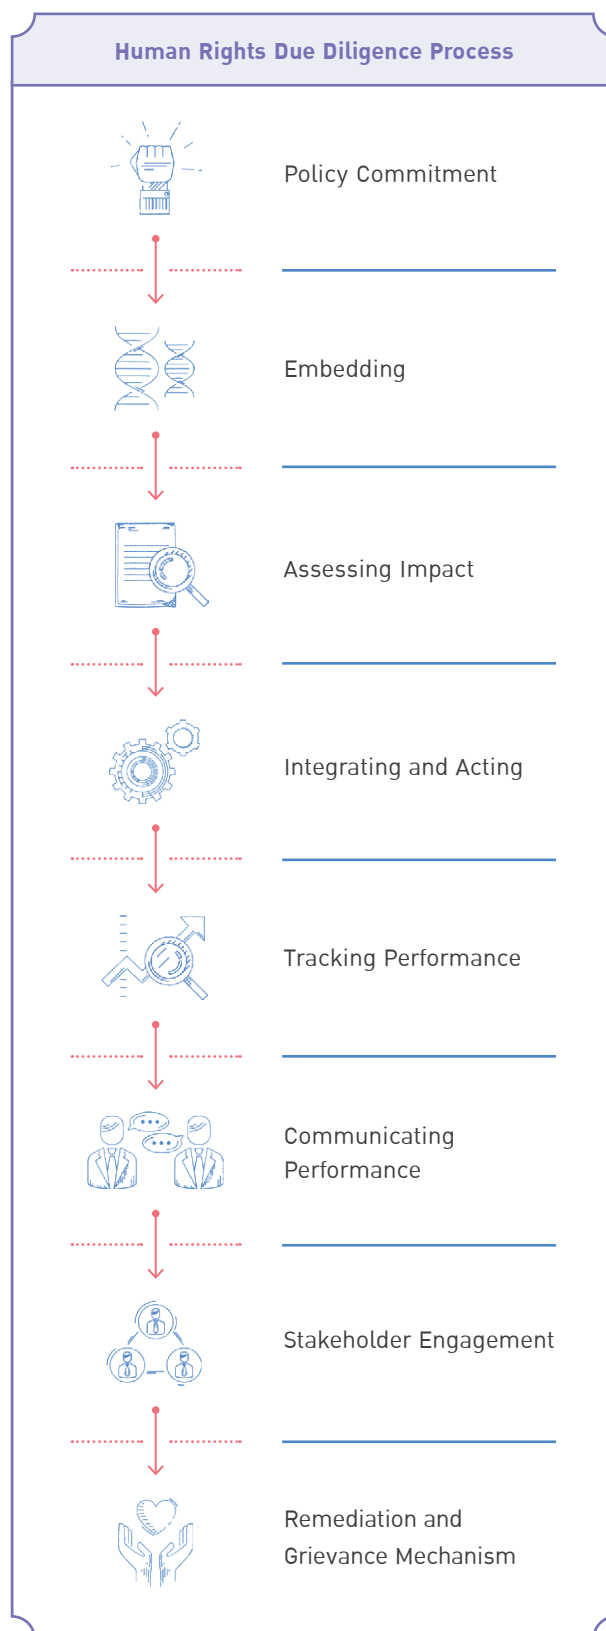 Human Rights Due Diligence Process
Policy Commitment
Embedding
Assessing Impact
Integrating and Acting
Tracking Performance
Communicating
Performance
Stakeholder Engagement
Remediation and
Grievance Mechanism